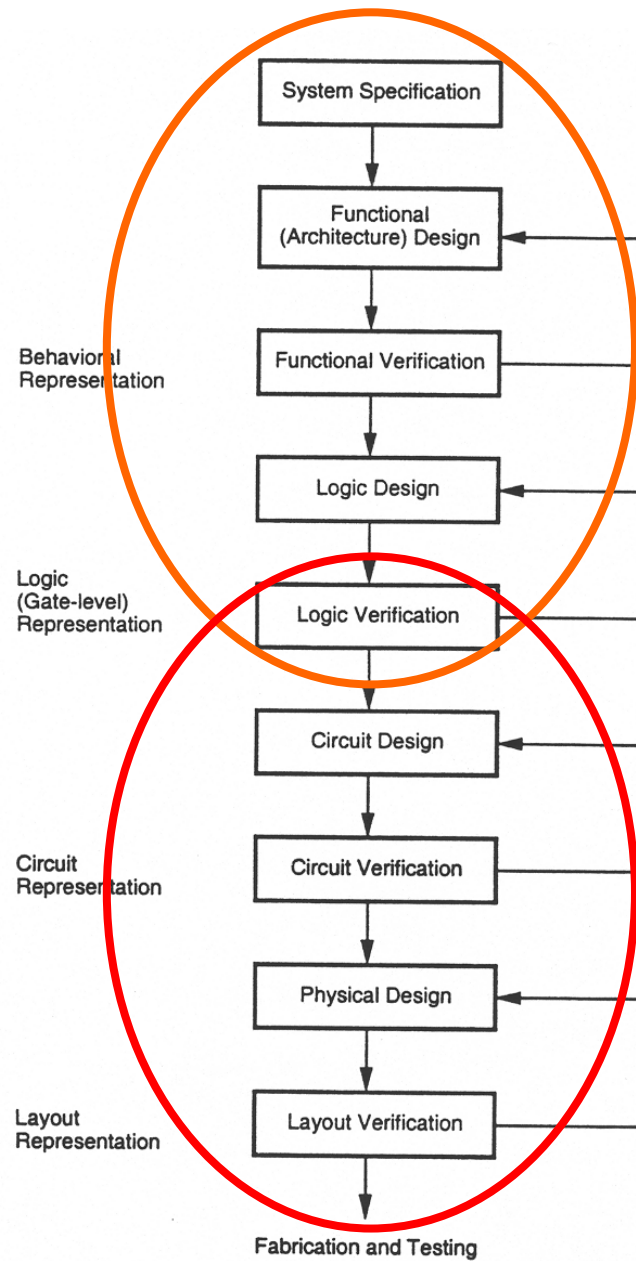 System Specification
Functional
(Architecture) Design
Behavioral
Representation
Functional Verification
Logic Design
Logic
(Gate-level)
Representation
Logic Verification
Circuit Design
Circuit
Representation
Circuit Verification
Physical Design
Layout
Representation
Layout Verification
Fabrication and Testing